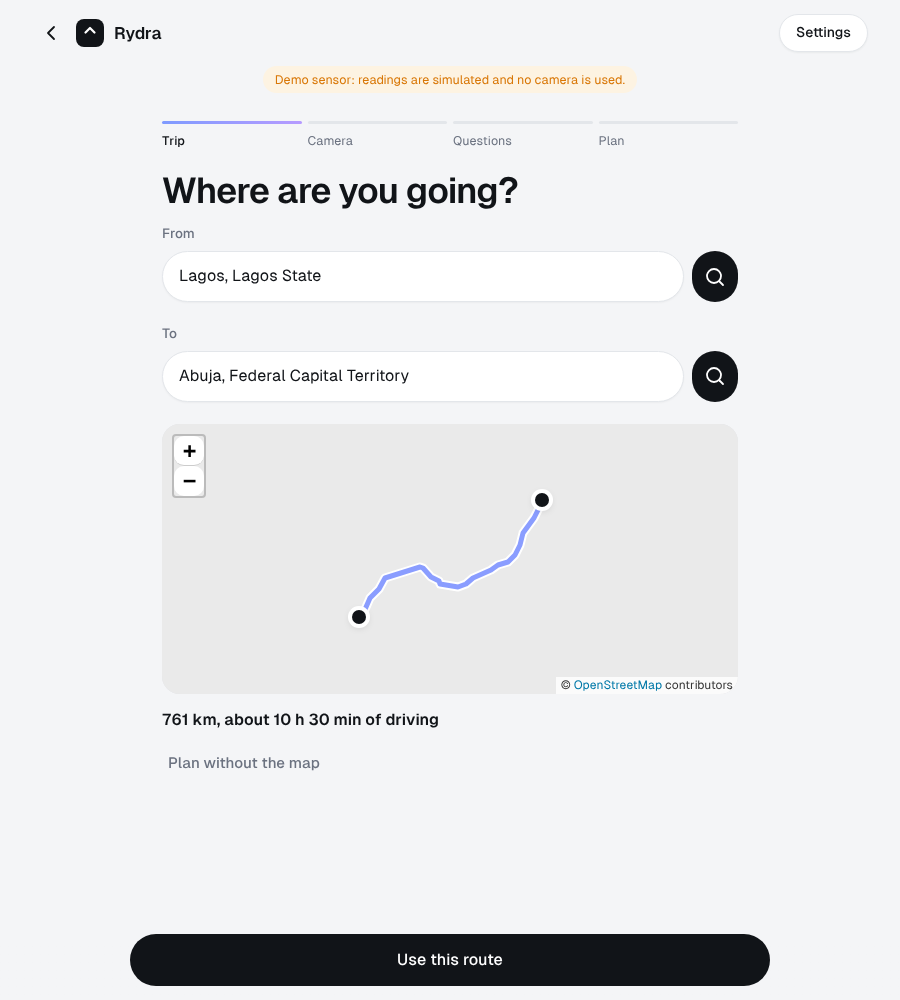 Rydra
Settings
Demo sensor: readings are simulated and no camera is used.
Trip
Camera
Questions
Plan
Where are you going?
From
Lagos, Lagos State
To
Abuja, Federal Capital Territory
+
−
© OpenStreetMap contributors
761 km, about 10 h 30 min of driving
Plan without the map
Use this route